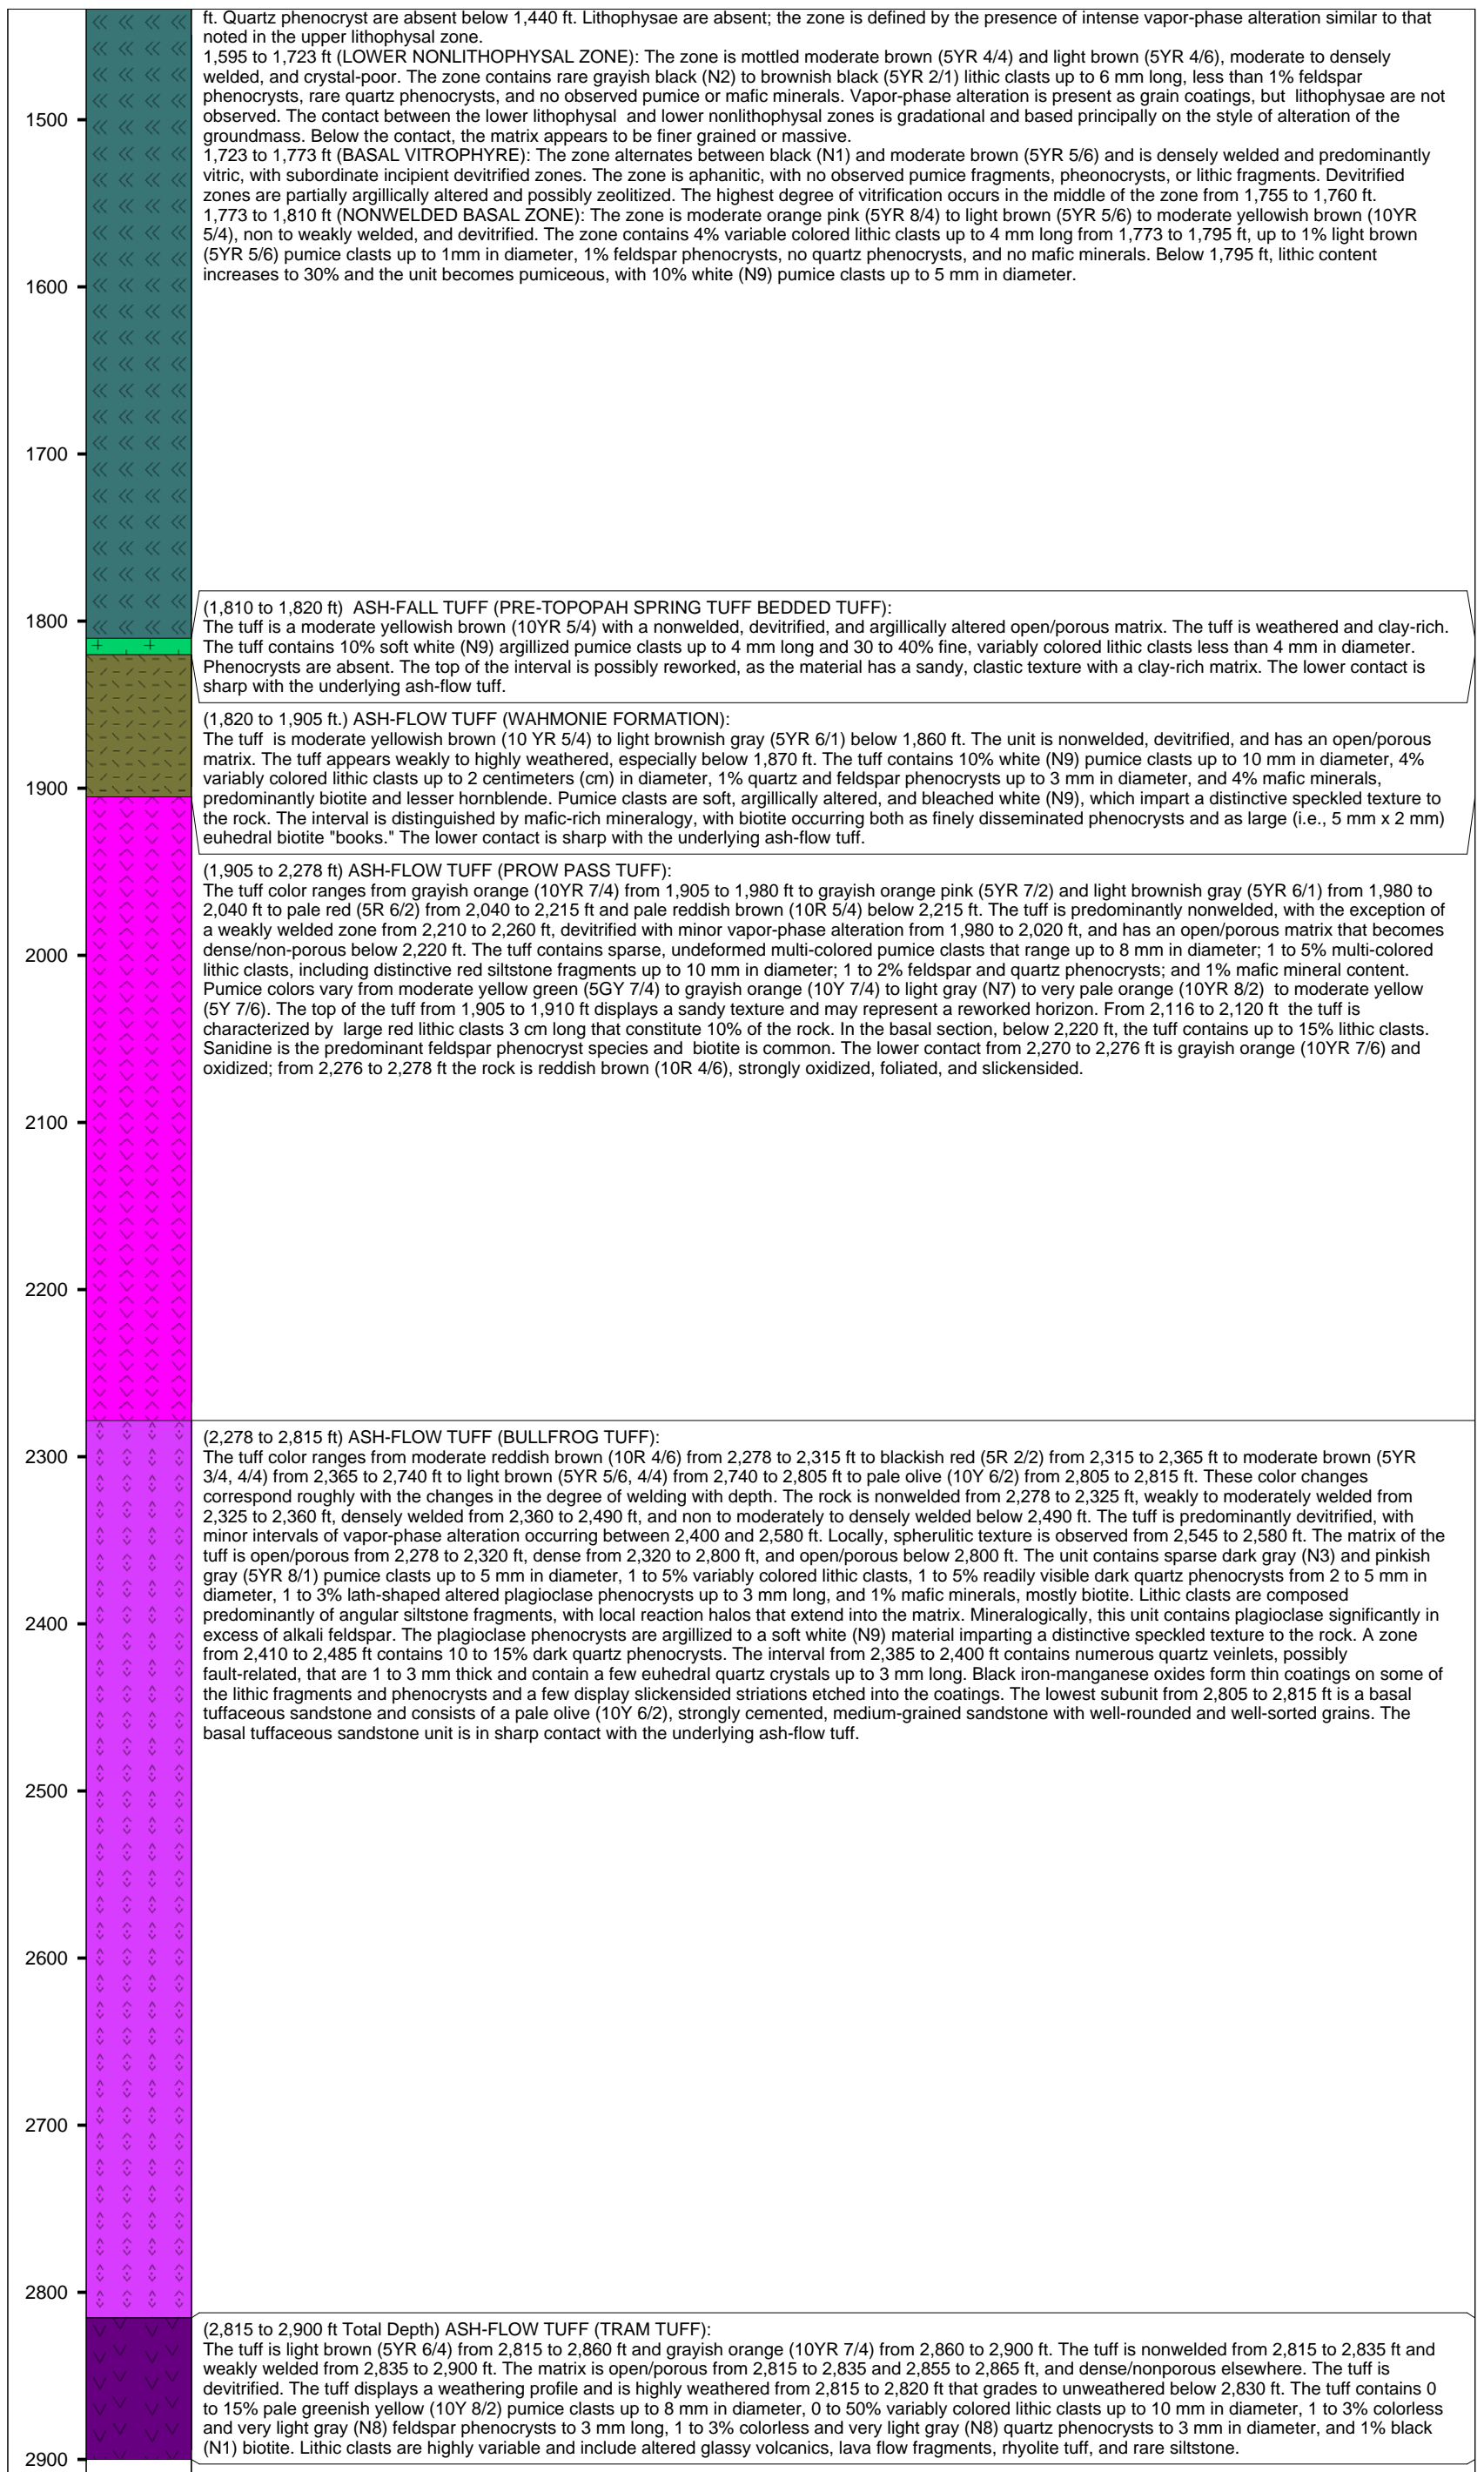 ft. Quartz phenocryst are absent below 1,440 ft. Lithophysae are absent; the zone is defined by the presence of intense vapor-phase alteration similar to that
noted in the upper lithophysal zone.
1,595 to 1,723 ft (LOWER NONLITHOPHYSAL ZONE): The zone is mottled moderate brown (5YR 4/4) and light brown (5YR 4/6), moderate to densely
welded, and crystal-poor. The zone contains rare grayish black (N2) to brownish black (5YR 2/1) lithic clasts up to 6 mm long, less than 1% feldspar
phenocrysts, rare quartz phenocrysts, and no observed pumice or mafic minerals. Vapor-phase alteration is present as grain coatings, but lithophysae are not
1500
observed. The contact between the lower lithophysal and lower nonlithophysal zones is gradational and based principally on the style of alteration of the
groundmass. Below the contact, the matrix appears to be finer grained or massive.
1,723 to 1,773 ft (BASAL VITROPHYRE): The zone alternates between black (N1) and moderate brown (5YR 5/6) and is densely welded and predominantly
vitric, with subordinate incipient devitrified zones. The zone is aphanitic, with no observed pumice fragments, pheonocrysts, or lithic fragments. Devitrified
zones are partially argillically altered and possibly zeolitized. The highest degree of vitrification occurs in the middle of the zone from 1,755 to 1,760 ft.
1,773 to 1,810 ft (NONWELDED BASAL ZONE): The zone is moderate orange pink (5YR 8/4) to light brown (5YR 5/6) to moderate yellowish brown (10YR
5/4), non to weakly welded, and devitrified. The zone contains 4% variable colored lithic clasts up to 4 mm long from 1,773 to 1,795 ft, up to 1% light brown
(5YR 5/6) pumice clasts up to 1mm in diameter, 1% feldspar phenocrysts, no quartz phenocrysts, and no mafic minerals. Below 1,795 ft, lithic content
increases to 30% and the unit becomes pumiceous, with 10% white (N9) pumice clasts up to 5 mm in diameter.
1600
1700
(1,810 to 1,820 ft) ASH-FALL TUFF (PRE-TOPOPAH SPRING TUFF BEDDED TUFF):
1800
The tuff is a moderate yellowish brown (10YR 5/4) with a nonwelded, devitrified, and argillically altered open/porous matrix. The tuff is weathered and clay-rich.
The tuff contains 10% soft white (N9) argillized pumice clasts up to 4 mm long and 30 to 40% fine, variably colored lithic clasts less than 4 mm in diameter.
Phenocrysts are absent. The top of the interval is possibly reworked, as the material has a sandy, clastic texture with a clay-rich matrix. The lower contact is
sharp with the underlying ash-flow tuff.
(1,820 to 1,905 ft.) ASH-FLOW TUFF (WAHMONIE FORMATION):
The tuff is moderate yellowish brown (10 YR 5/4) to light brownish gray (5YR 6/1) below 1,860 ft. The unit is nonwelded, devitrified, and has an open/porous
matrix. The tuff appears weakly to highly weathered, especially below 1,870 ft. The tuff contains 10% white (N9) pumice clasts up to 10 mm in diameter, 4%
1900
variably colored lithic clasts up to 2 centimeters (cm) in diameter, 1% quartz and feldspar phenocrysts up to 3 mm in diameter, and 4% mafic minerals,
predominantly biotite and lesser hornblende. Pumice clasts are soft, argillically altered, and bleached white (N9), which impart a distinctive speckled texture to
the rock. The interval is distinguished by mafic-rich mineralogy, with biotite occurring both as finely disseminated phenocrysts and as large (i.e., 5 mm x 2 mm)
euhedral biotite "books." The lower contact is sharp with the underlying ash-flow tuff.
(1,905 to 2,278 ft) ASH-FLOW TUFF (PROW PASS TUFF):
The tuff color ranges from grayish orange (10YR 7/4) from 1,905 to 1,980 ft to grayish orange pink (5YR 7/2) and light brownish gray (5YR 6/1) from 1,980 to
2,040 ft to pale red (5R 6/2) from 2,040 to 2,215 ft and pale reddish brown (10R 5/4) below 2,215 ft. The tuff is predominantly nonwelded, with the exception of
a weakly welded zone from 2,210 to 2,260 ft, devitrified with minor vapor-phase alteration from 1,980 to 2,020 ft, and has an open/porous matrix that becomes
2000
dense/non-porous below 2,220 ft. The tuff contains sparse, undeformed multi-colored pumice clasts that range up to 8 mm in diameter; 1 to 5% multi-colored
lithic clasts, including distinctive red siltstone fragments up to 10 mm in diameter; 1 to 2% feldspar and quartz phenocrysts; and 1% mafic mineral content.
Pumice colors vary from moderate yellow green (5GY 7/4) to grayish orange (10Y 7/4) to light gray (N7) to very pale orange (10YR 8/2) to moderate yellow
(5Y 7/6). The top of the tuff from 1,905 to 1,910 ft displays a sandy texture and may represent a reworked horizon. From 2,116 to 2,120 ft the tuff is
characterized by large red lithic clasts 3 cm long that constitute 10% of the rock. In the basal section, below 2,220 ft, the tuff contains up to 15% lithic clasts.
Sanidine is the predominant feldspar phenocryst species and biotite is common. The lower contact from 2,270 to 2,276 ft is grayish orange (10YR 7/6) and
oxidized; from 2,276 to 2,278 ft the rock is reddish brown (10R 4/6), strongly oxidized, foliated, and slickensided.
2100
2200
(2,278 to 2,815 ft) ASH-FLOW TUFF (BULLFROG TUFF):
2300
The tuff color ranges from moderate reddish brown (10R 4/6) from 2,278 to 2,315 ft to blackish red (5R 2/2) from 2,315 to 2,365 ft to moderate brown (5YR
3/4, 4/4) from 2,365 to 2,740 ft to light brown (5YR 5/6, 4/4) from 2,740 to 2,805 ft to pale olive (10Y 6/2) from 2,805 to 2,815 ft. These color changes
correspond roughly with the changes in the degree of welding with depth. The rock is nonwelded from 2,278 to 2,325 ft, weakly to moderately welded from
2,325 to 2,360 ft, densely welded from 2,360 to 2,490 ft, and non to moderately to densely welded below 2,490 ft. The tuff is predominantly devitrified, with
minor intervals of vapor-phase alteration occurring between 2,400 and 2,580 ft. Locally, spherulitic texture is observed from 2,545 to 2,580 ft. The matrix of the
tuff is open/porous from 2,278 to 2,320 ft, dense from 2,320 to 2,800 ft, and open/porous below 2,800 ft. The unit contains sparse dark gray (N3) and pinkish
gray (5YR 8/1) pumice clasts up to 5 mm in diameter, 1 to 5% variably colored lithic clasts, 1 to 5% readily visible dark quartz phenocrysts from 2 to 5 mm in
diameter, 1 to 3% lath-shaped altered plagioclase phenocrysts up to 3 mm long, and 1% mafic minerals, mostly biotite. Lithic clasts are composed
2400
predominantly of angular siltstone fragments, with local reaction halos that extend into the matrix. Mineralogically, this unit contains plagioclase significantly in
excess of alkali feldspar. The plagioclase phenocrysts are argillized to a soft white (N9) material imparting a distinctive speckled texture to the rock. A zone
from 2,410 to 2,485 ft contains 10 to 15% dark quartz phenocrysts. The interval from 2,385 to 2,400 ft contains numerous quartz veinlets, possibly
fault-related, that are 1 to 3 mm thick and contain a few euhedral quartz crystals up to 3 mm long. Black iron-manganese oxides form thin coatings on some of
the lithic fragments and phenocrysts and a few display slickensided striations etched into the coatings. The lowest subunit from 2,805 to 2,815 ft is a basal
tuffaceous sandstone and consists of a pale olive (10Y 6/2), strongly cemented, medium-grained sandstone with well-rounded and well-sorted grains. The
basal tuffaceous sandstone unit is in sharp contact with the underlying ash-flow tuff.
2500
2600
2700
2800
(2,815 to 2,900 ft Total Depth) ASH-FLOW TUFF (TRAM TUFF):
The tuff is light brown (5YR 6/4) from 2,815 to 2,860 ft and grayish orange (10YR 7/4) from 2,860 to 2,900 ft. The tuff is nonwelded from 2,815 to 2,835 ft and
weakly welded from 2,835 to 2,900 ft. The matrix is open/porous from 2,815 to 2,835 and 2,855 to 2,865 ft, and dense/nonporous elsewhere. The tuff is
devitrified. The tuff displays a weathering profile and is highly weathered from 2,815 to 2,820 ft that grades to unweathered below 2,830 ft. The tuff contains 0
to 15% pale greenish yellow (10Y 8/2) pumice clasts up to 8 mm in diameter, 0 to 50% variably colored lithic clasts up to 10 mm in diameter, 1 to 3% colorless
and very light gray (N8) feldspar phenocrysts to 3 mm long, 1 to 3% colorless and very light gray (N8) quartz phenocrysts to 3 mm in diameter, and 1% black
(N1) biotite. Lithic clasts are highly variable and include altered glassy volcanics, lava flow fragments, rhyolite tuff, and rare siltstone.
2900